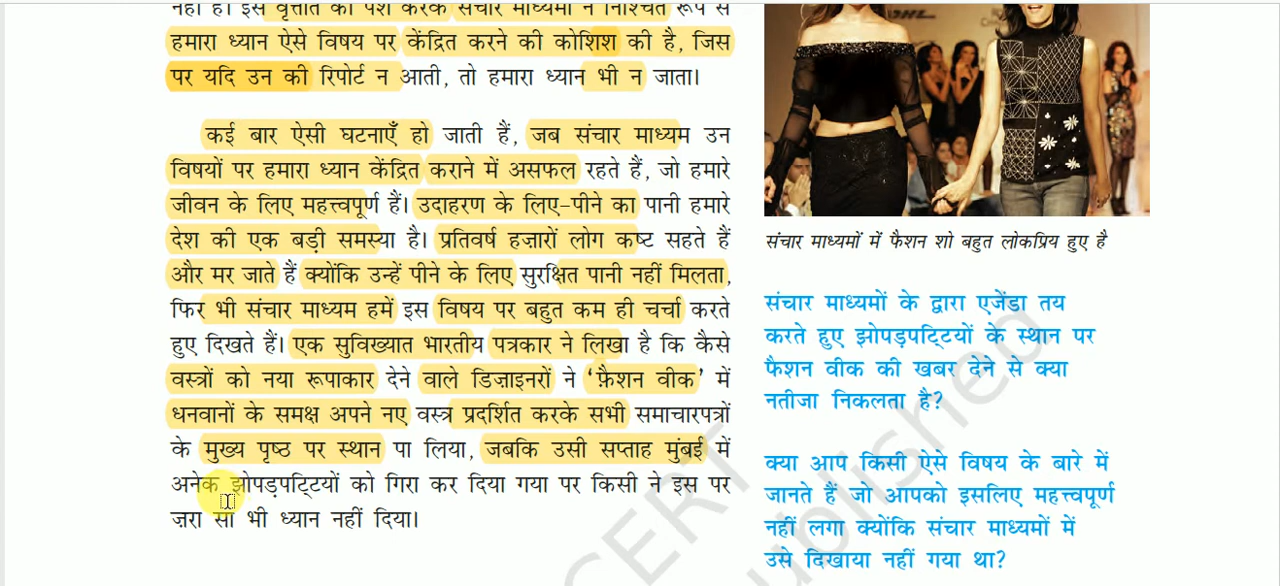 नहीं है। इस वृत्तांत को पेश करके संचार माध्यमों ने निश्चित रूप से
हमारा ध्यान ऐसे विषय पर केंद्रित करने की कोशिश की है, जिस
पर यदि उन की रिपोर्ट न आती, तो हमारा ध्यान भी न जाता।
कई बार ऐसी घटनाएँ हो जाती हैं, जब संचार माध्यम उन
विषयों पर हमारा ध्यान केंद्रित कराने में असफल रहते हैं, जो हमारे
जीवन के लिए महत्त्वपूर्ण हैं। उदाहरण के लिए–पीने का पानी हमारे
देश की एक बड़ी समस्या है। प्रतिवर्ष हज़ारों लोग कष्ट सहते हैं
और मर जाते हैं क्योंकि उन्हें पीने के लिए सुरक्षित पानी नहीं मिलता,
फिर भी संचार माध्यम हमें इस विषय पर बहुत कम ही चर्चा करते
हुए दिखते हैं। एक सुविख्यात भारतीय पत्रकार ने लिखा है कि कैसे
वस्त्रों को नया रूपाकार देने वाले डिज़ाइनरों ने ‘फ़ैशन वीक’ में
धनवानों के समक्ष अपने नए वस्त्र प्रदर्शित करके सभी समाचारपत्रों
के मुख्य पृष्ठ पर स्थान पा लिया, जबकि उसी सप्ताह मुंबई में
अनेक झोपड़पट्टियों को गिरा कर दिया गया पर किसी ने इस पर
ज़रा सा भी ध्यान नहीं दिया।
संचार माध्यमों में फैशन शो बहुत लोकप्रिय हुए है
संचार माध्यमों के द्वारा एजेंडा तय
करते हुए झोपड़पट्टियों के स्थान पर
फैशन वीक की खबर देने से क्या
नतीजा निकलता है?
क्या आप किसी ऐसे विषय के बारे में
जानते हैं जो आपको इसलिए महत्त्वपूर्ण
नहीं लगा क्योंकि संचार माध्यमों में
उसे दिखाया नहीं गया था?